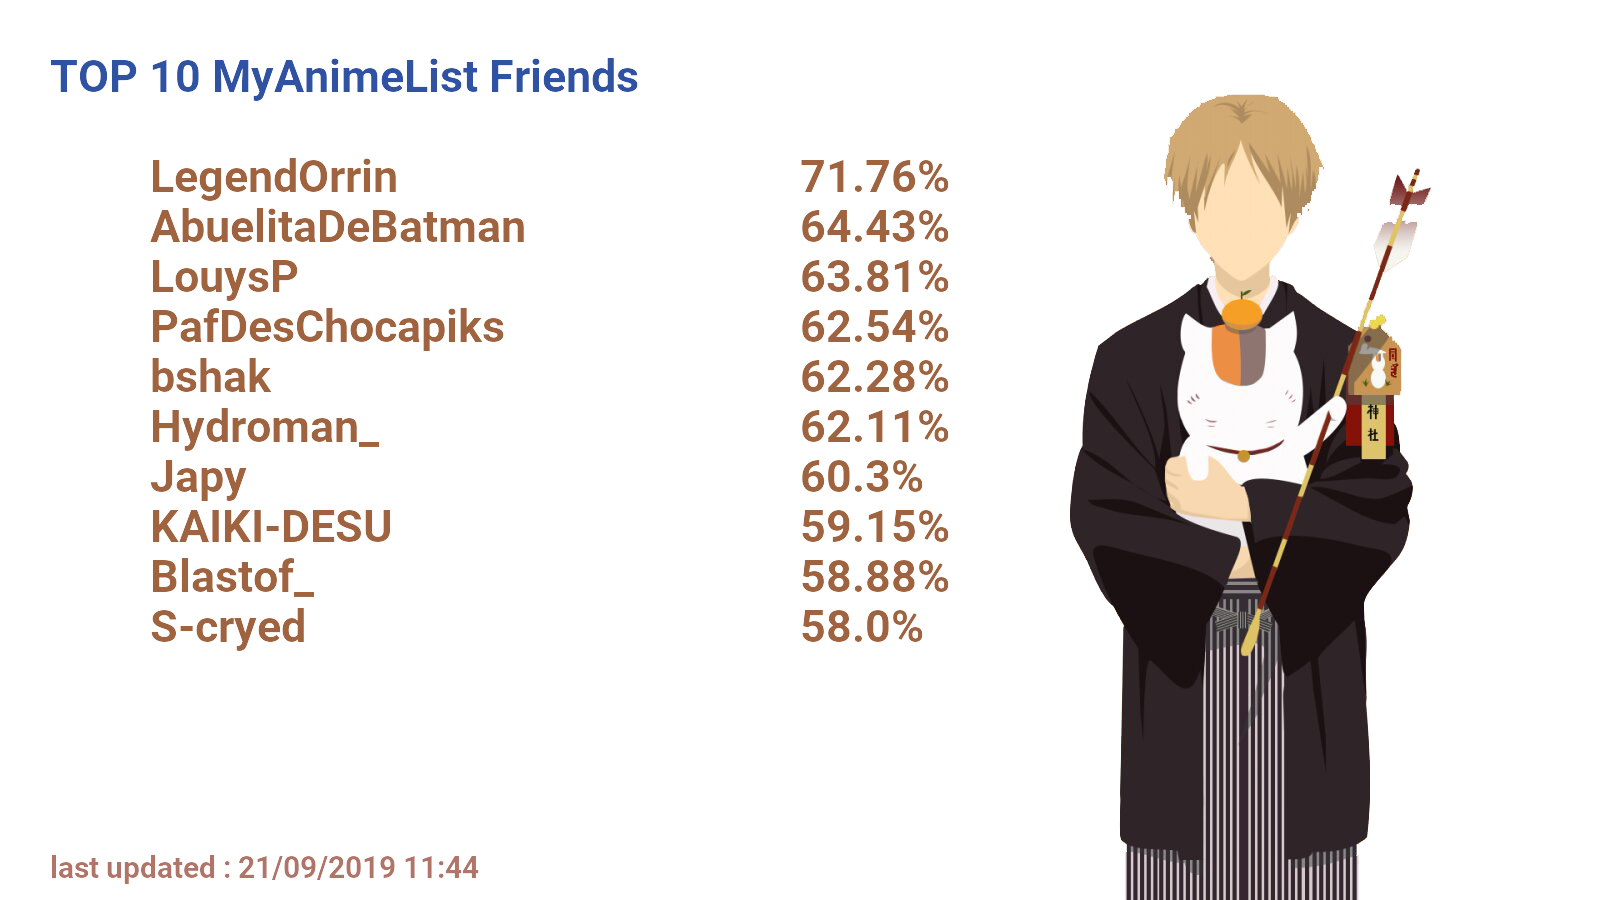 TOP 10 MyAnimeList Friends
LegendOrrin 71.76%
AbuelitaDeBatman 64.43%
LouysP 63.81%
PafDesChocapiks 62.54%
bshak 62.28%
Hydroman_ 62.11%
Japy 60.3%
KAIKI-DESU 59.15%
Blastof_ 58.88%
S-cryed 58.0%
神社
last updated : 21/09/2019 11:44